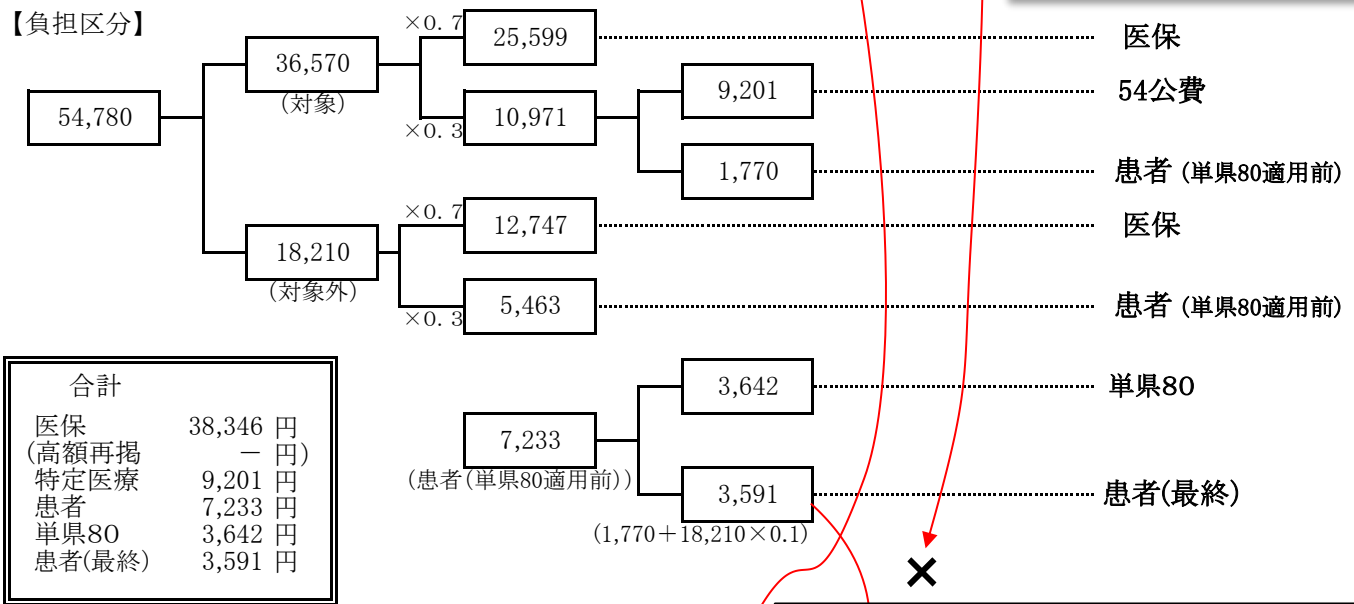 【負担区分】
×0.7
25,599
医保
36,570
(対象)
9,201
54公費
54,780
×0.3
10,971
1,770
患者 (単県80適用前)
×0.7
12,747
医保
18,210
(対象外)
×0.3
5,463
患者 (単県80適用前)
合計
医保 38,346 円
(高額再掲 － 円)
特定医療 9,201 円
患者 7,233 円
単県80 3,642 円
患者(最終) 3,591 円
3,642
単県80
7,233
(患者(単県80適用前))
3,591
患者(最終)
(1,770＋18,210×0.1)
×